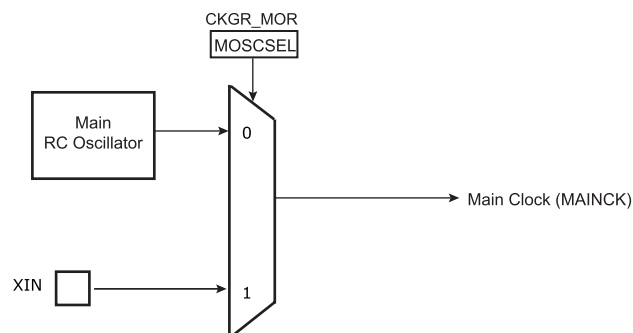 CKGR_MOR
MOSCSEL
Main
RC Oscillator
0
Main Clock (MAINCK)
XIN
1